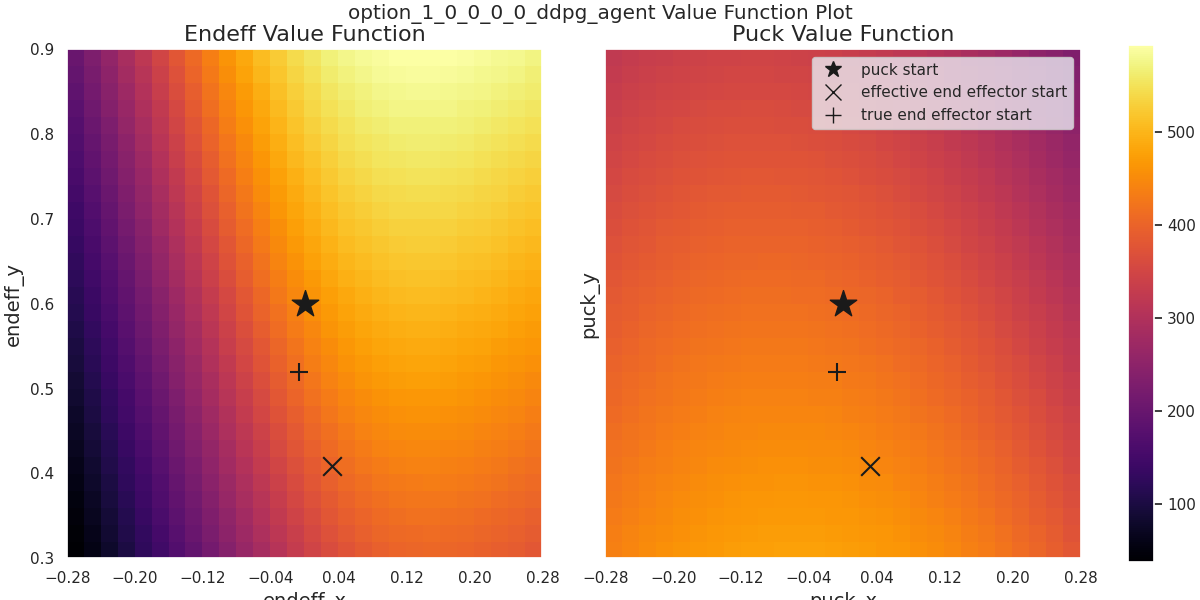 option_1_0_0_0_0_ddpg_agent Value Function Plot
Endeff Value Function
Puck Value Function
puck start
effective end effector start
true end effector start
endeff_y
0.9
0.8
0.7
0.6
0.5
0.4
0.3
−0.28 −0.20 −0.12 −0.04 0.04 0.12 0.20 0.28
endeff_x
puck_y
−0.28 −0.20 −0.12 −0.04 0.04 0.12 0.20 0.28
puck_x
500
400
300
200
100